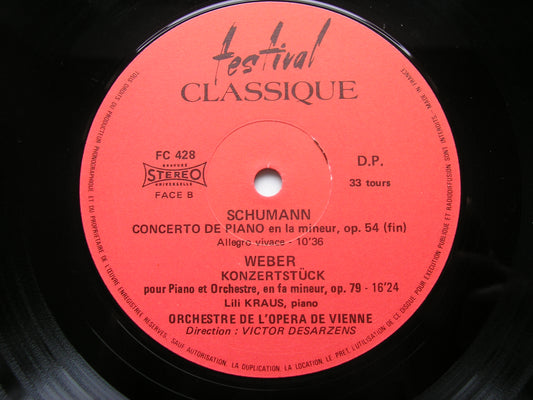 festival
CLASSIQUE
FC 428
GRAVURE
STEREO
UNIVERSELLE
FACE B
D.P.
33 tours
SCHUMANN
CONCERTO DE PIANO en la mineur, op. 54 (fin)
Allegro vivace - 10'36
WEBER
KONZERTSTÜCK
pour Piano et Orchestre, en fa mineur, op. 79 - 16'24
Lili KRAUS, piano
ORCHESTRE DE L'OPERA DE VIENNE
Direction : VICTOR DESARZENS
TOUS DROITS DE PRODUCTION PHONOGRAPHIQUE ET DU PROPRIETAIRE DE L'ŒUVRE ENREGISTREE RESERVES, SAUF AUTORISATION, LA DUPLICATION, LA LOCATION, LE PRET, L'UTILISATION DE CE DISQUE POUR EXECUTION PUBLIQUE ET RADIODIFFUSION SONT INTERDITS. MADE IN FRANCE